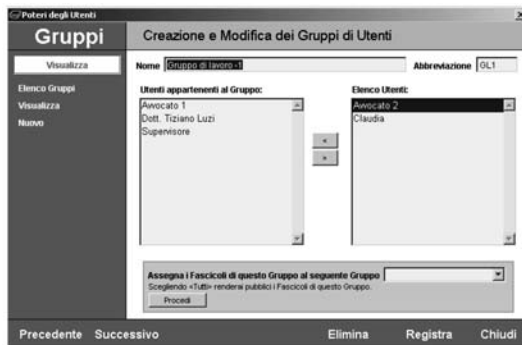 Poteri degli Utenti
Gruppi
Creazione e Modifica dei Gruppi di Utenti
Visualizza
Nome Gruppo di lavoro-1 Abbreviazione GL1
Elenco Gruppi
Visualizza
Nuovo
Utenti appartenenti al Gruppo:
Avvocato 1
Dott. Tiziano Luzi
Supervisore
<
>
Elenco Utenti:
Avvocato 2
Claudia
Assegna i Fascicoli di questo Gruppo al seguente Gruppo
Scegliendo «Tutti» renderai pubblici i Fascicoli di questo Gruppo.
Procedi
Precedente Successivo Elimina Registra Chiudi